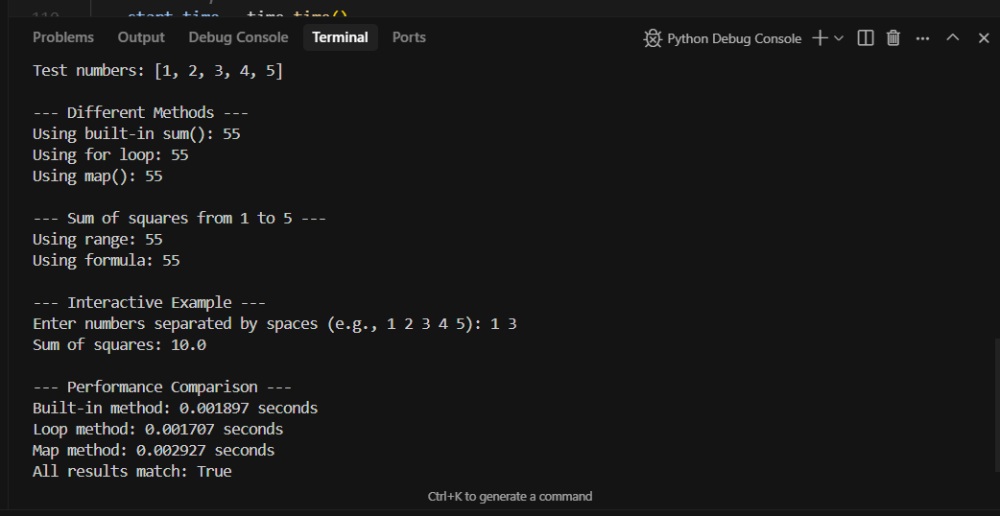 Problems Output Debug Console Terminal Ports Python Debug Console
Test numbers: [1, 2, 3, 4, 5]
--- Different Methods ---
Using built-in sum(): 55
Using for loop: 55
Using map(): 55
--- Sum of squares from 1 to 5 ---
Using range: 55
Using formula: 55
--- Interactive Example ---
Enter numbers separated by spaces (e.g., 1 2 3 4 5): 1 3
Sum of squares: 10.0
--- Performance Comparison ---
Built-in method: 0.001897 seconds
Loop method: 0.001707 seconds
Map method: 0.002927 seconds
All results match: True
Ctrl+K to generate a command